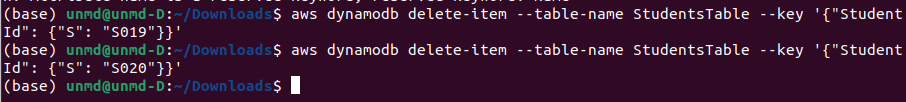 (base) unmd@unmd-D:~/Downloads$ aws dynamodb delete-item --table-name StudentsTable --key '{"Student
Id": {"S": "S019"}}'
(base) unmd@unmd-D:~/Downloads$ aws dynamodb delete-item --table-name StudentsTable --key '{"Student
Id": {"S": "S020"}}'
(base) unmd@unmd-D:~/Downloads$